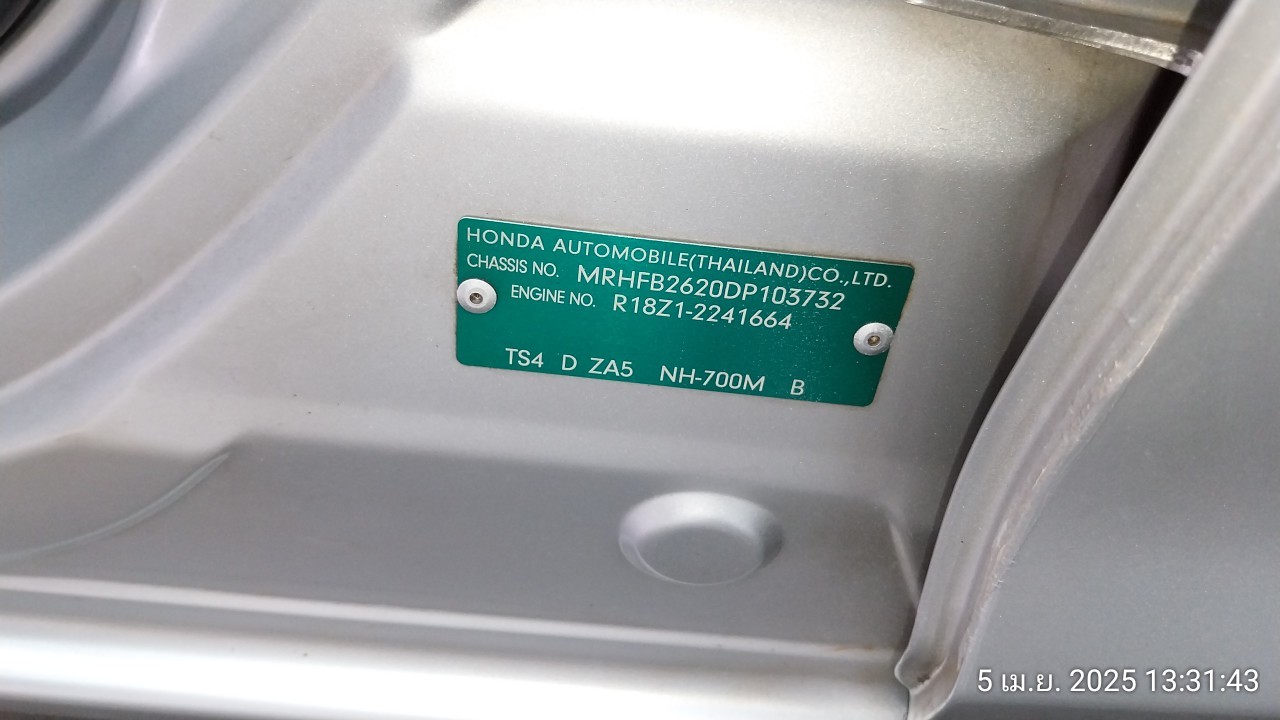 HONDA AUTOMOBILE(THAILAND)CO.,LTD.
CHASSIS NO. MRHFB2620DP103732
ENGINE NO. R18Z1-2241664
TS4 D ZA5 NH-700M B
5 เม.ย. 2025 13:31:43